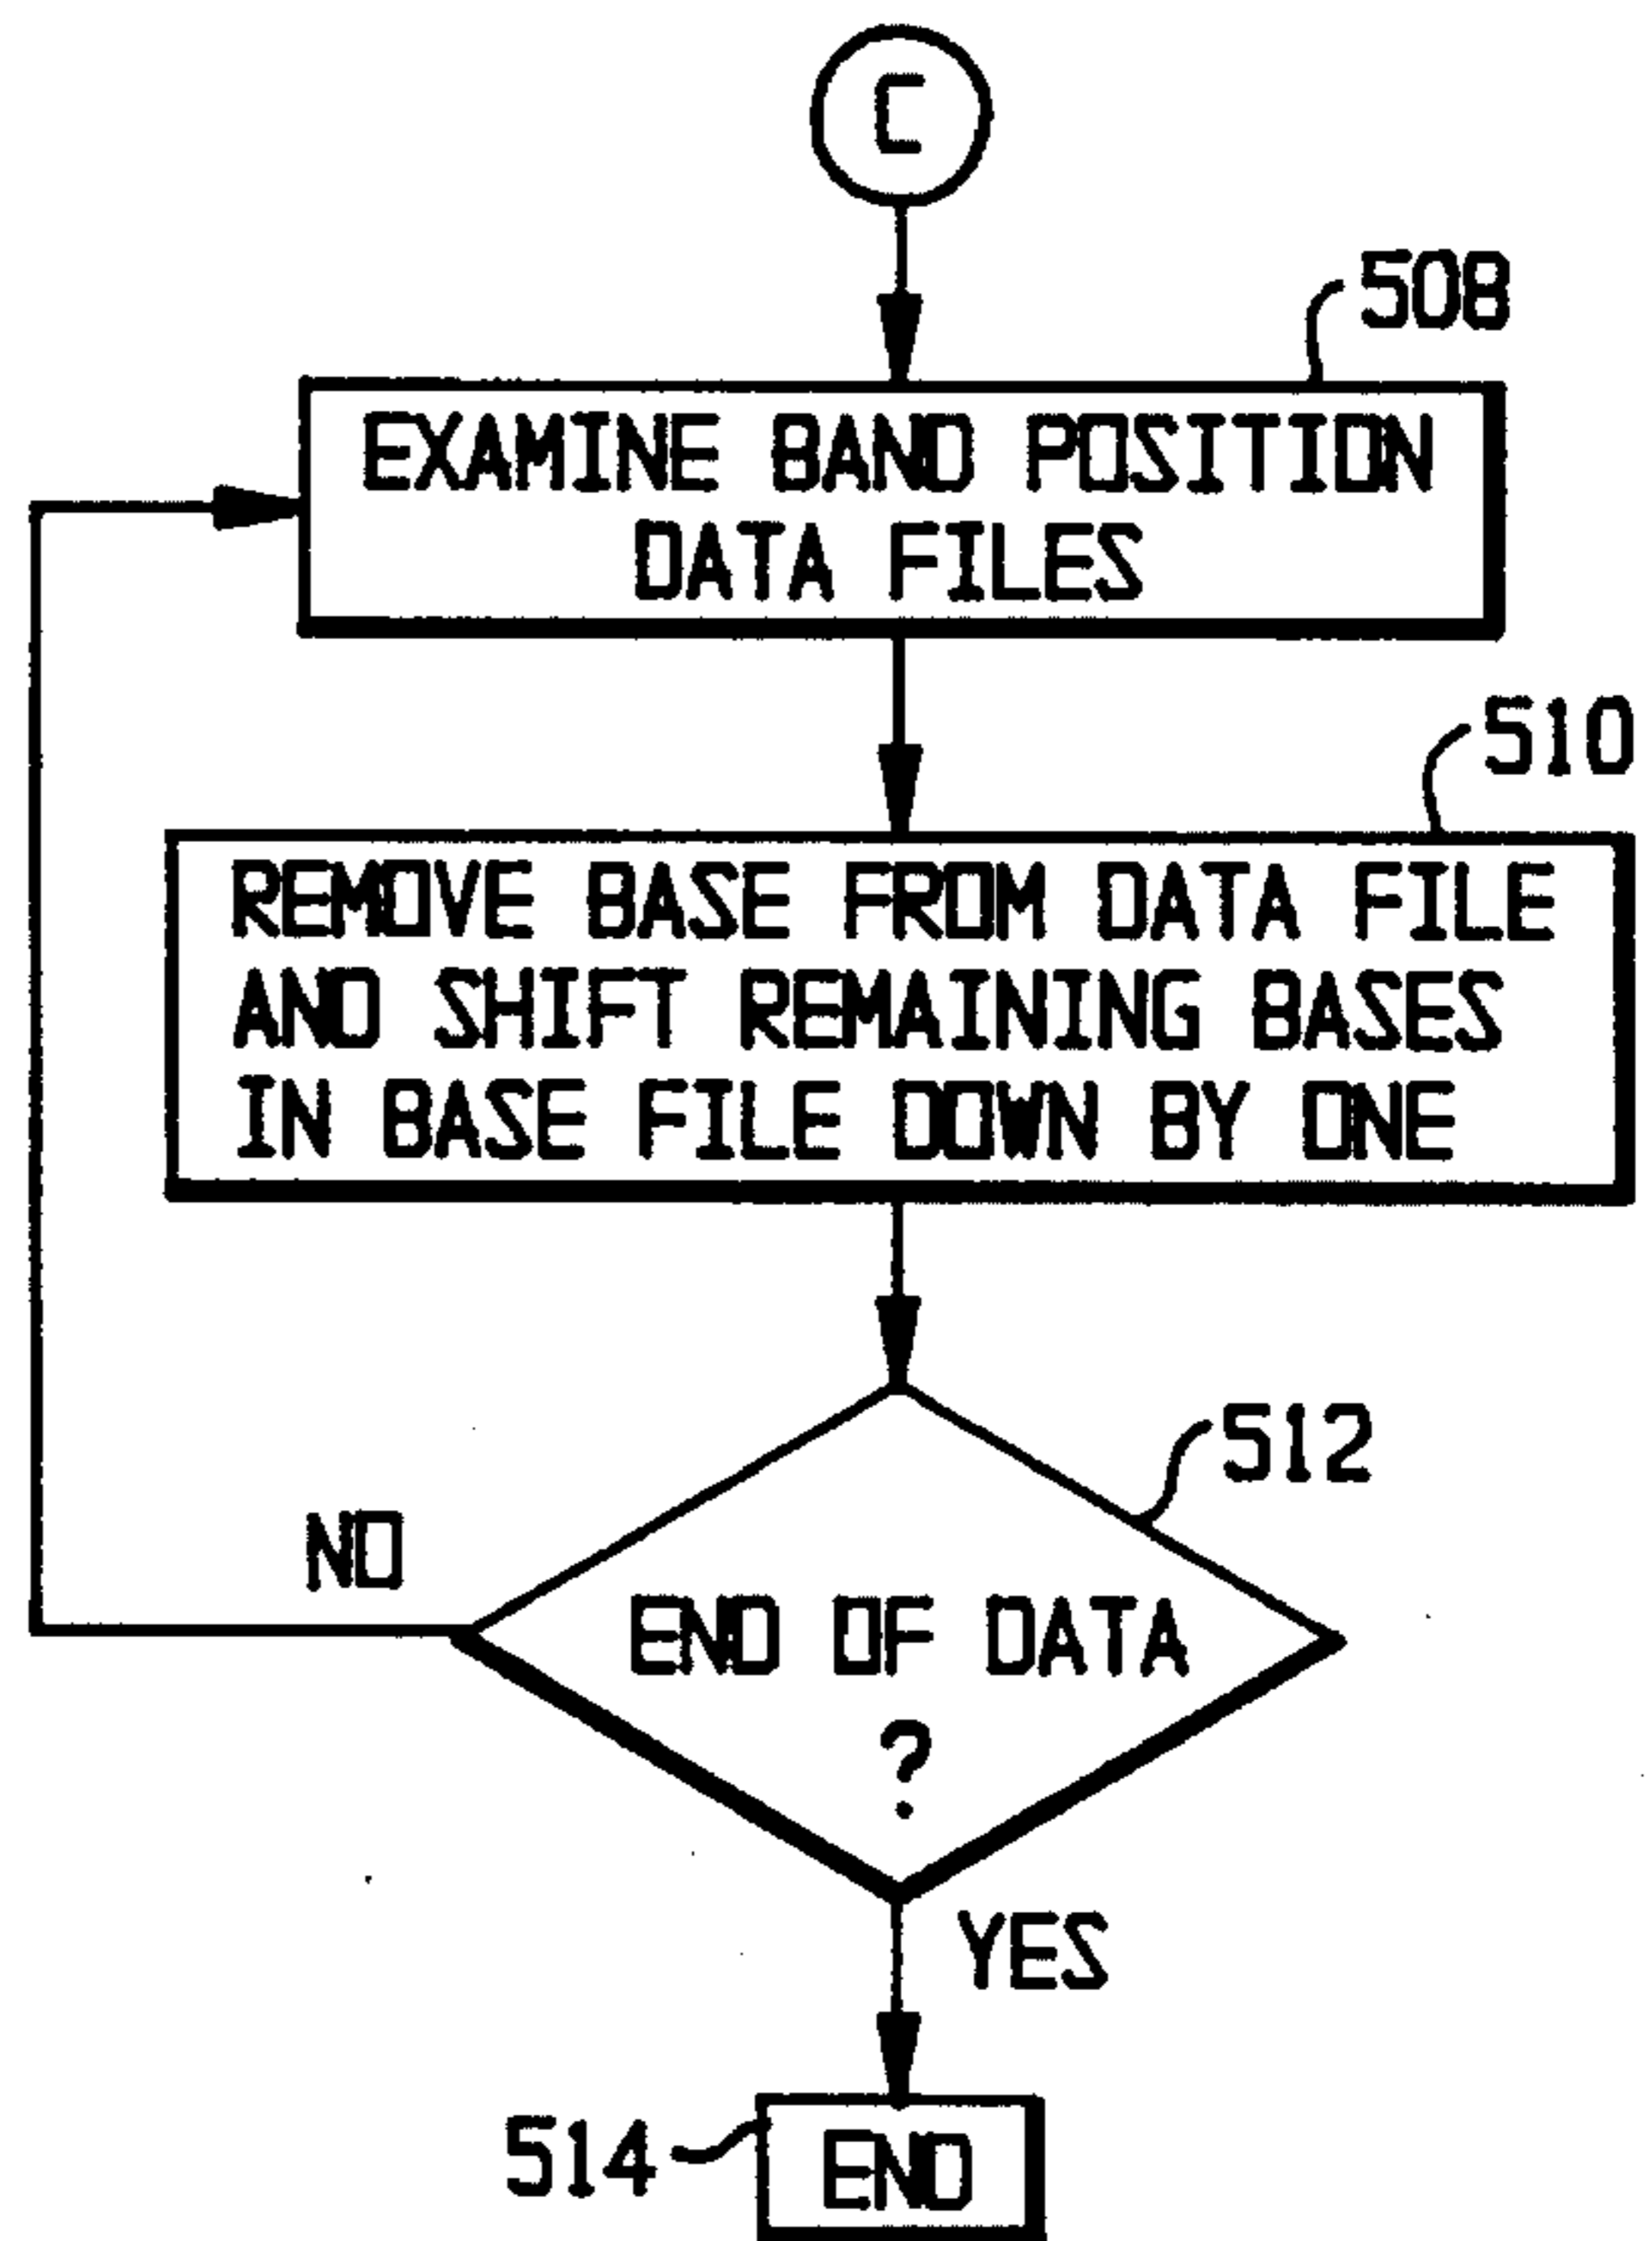 C
508
EXAMINE BAND POSITION
DATA FILES
510
REMOVE BASE FROM DATA FILE
AND SHIFT REMAINING BASES
IN BASE FILE DOWN BY ONE
512
NO
END OF DATA
?
YES
514
END